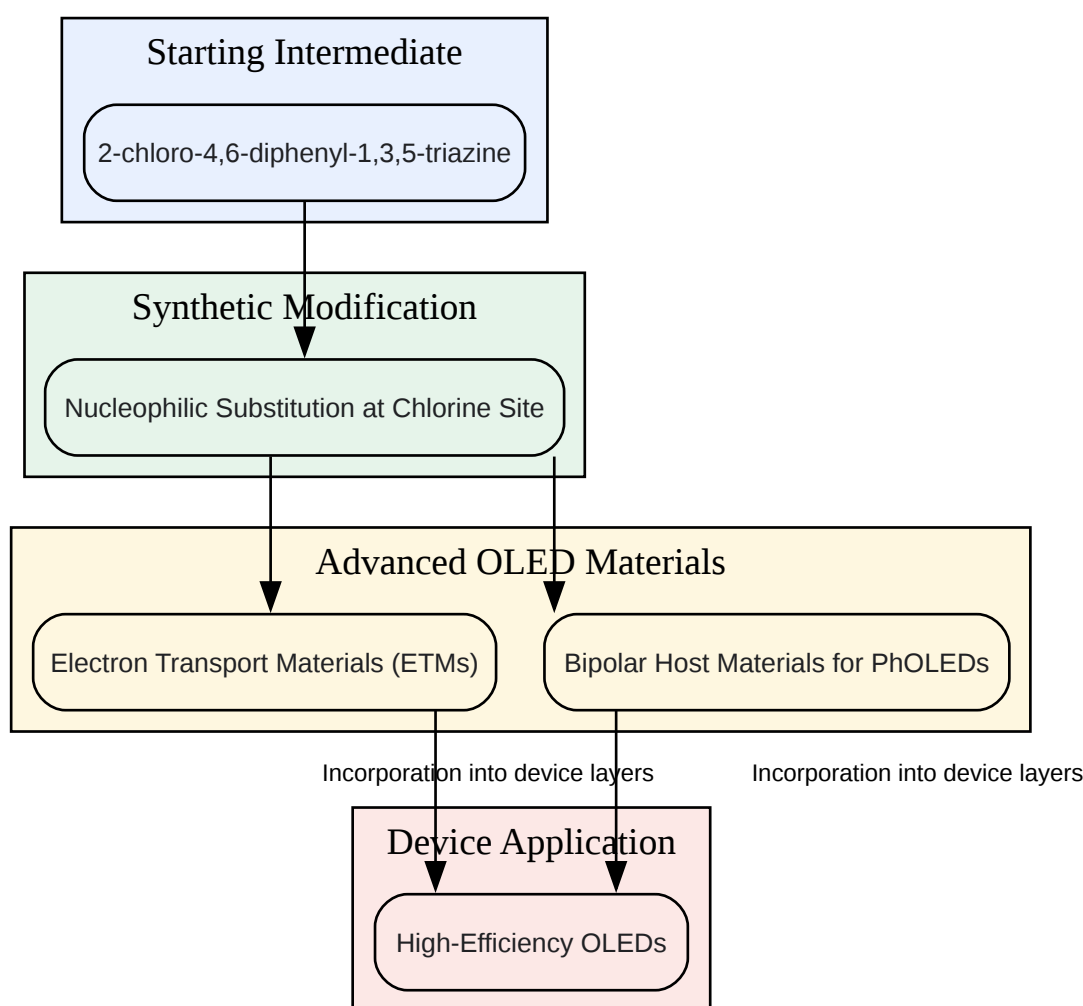 Starting Intermediate
2-chloro-4,6-diphenyl-1,3,5-triazine
Synthetic Modification
Nucleophilic Substitution at Chlorine Site
Advanced OLED Materials
Electron Transport Materials (ETMs)
Bipolar Host Materials for PhOLEDs
Incorporation into device layers
Incorporation into device layers
Device Application
High-Efficiency OLEDs